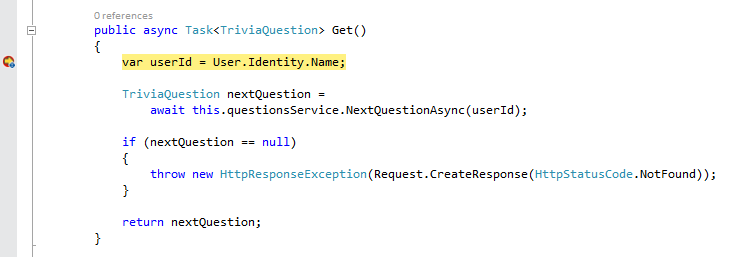 0 references
public async Task<TriviaQuestion> Get()
{
var userId = User.Identity.Name;
TriviaQuestion nextQuestion =
await this.questionsService.NextQuestionAsync(userId);
if (nextQuestion == null)
{
throw new HttpResponseException(Request.CreateResponse(HttpStatusCode.NotFound));
}
return nextQuestion;
}